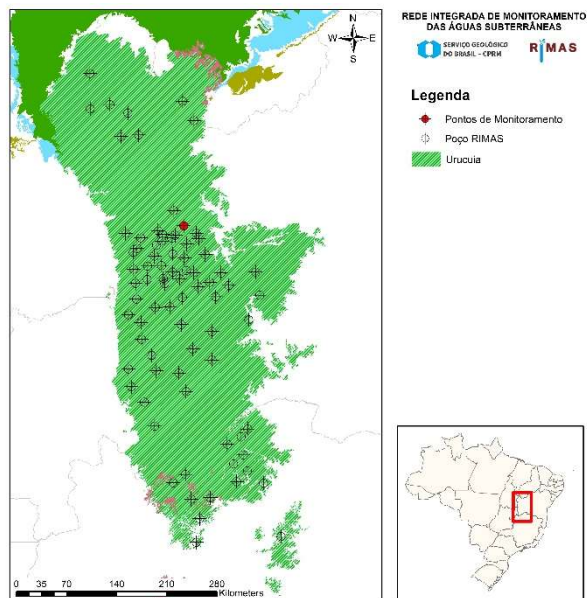 REDE INTEGRADA DE MONITORAMENTO
DAS ÁGUAS SUBTERRÂNEAS
SERVIÇO GEOLÓGICO
DO BRASIL – CPRM
RIMAS
Legenda
Pontos de Monitoramento
Poço RIMAS
Urucuia
N
W E
S
0 35 70 140 210 280
Kilometers